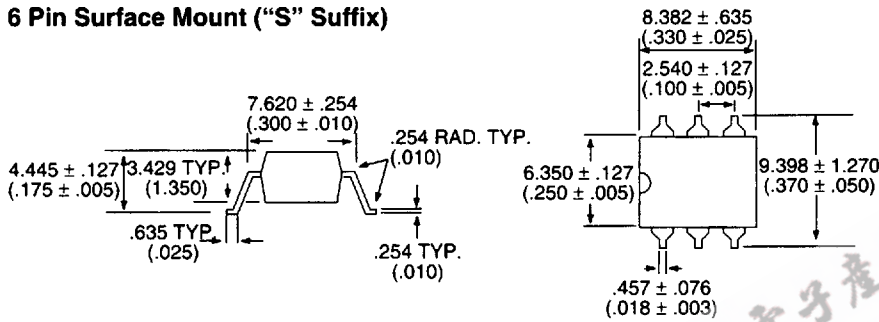 6 Pin Surface Mount (“S” Suffix)
7.620 ± .254
(.300 ± .010)
.254 RAD. TYP.
(.010)
4.445 ± .127
(.175 ± .005)
3.429 TYP.
(1.350)
.635 TYP.
(.025)
.254 TYP.
(.010)
8.382 ± .635
(.330 ± .025)
2.540 ± .127
(.100 ± .005)
6.350 ± .127
(.250 ± .005)
9.398 ± 1.270
(.370 ± .050)
.457 ± .076
(.018 ± .003)
子產